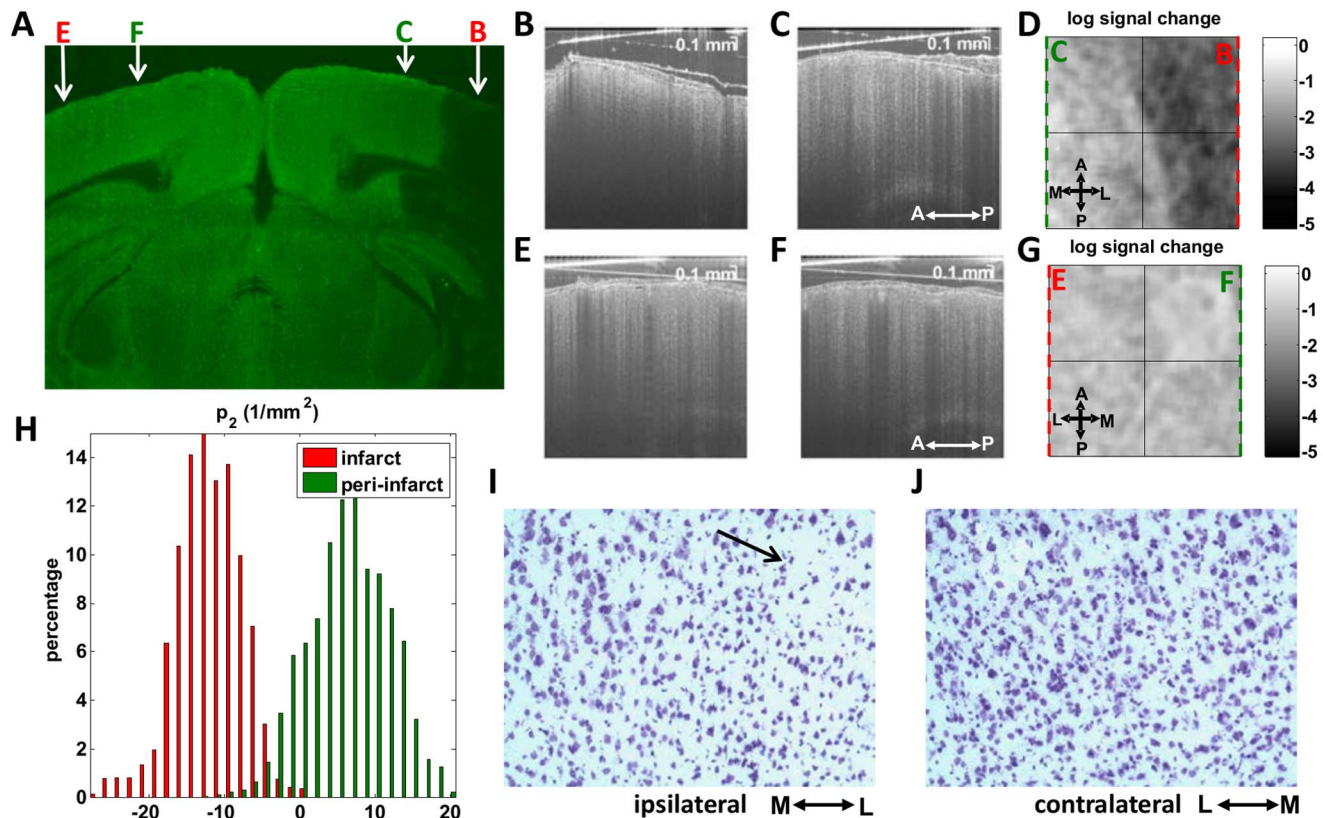 A
E
F
C
B
B
0.1 mm
C
0.1 mm
A P
D
log signal change
C
B
A
M L
P
0
-1
-2
-3
-4
-5
E
0.1 mm
F
0.1 mm
A P
G
log signal change
E
F
A
L M
P
0
-1
-2
-3
-4
-5
H
p2 (1/mm2)
infarct
peri-infarct
percentage
14
12
10
8
6
4
2
0
-20
-10
0
10
20
I
ipsilateral M L
J
contralateral L M